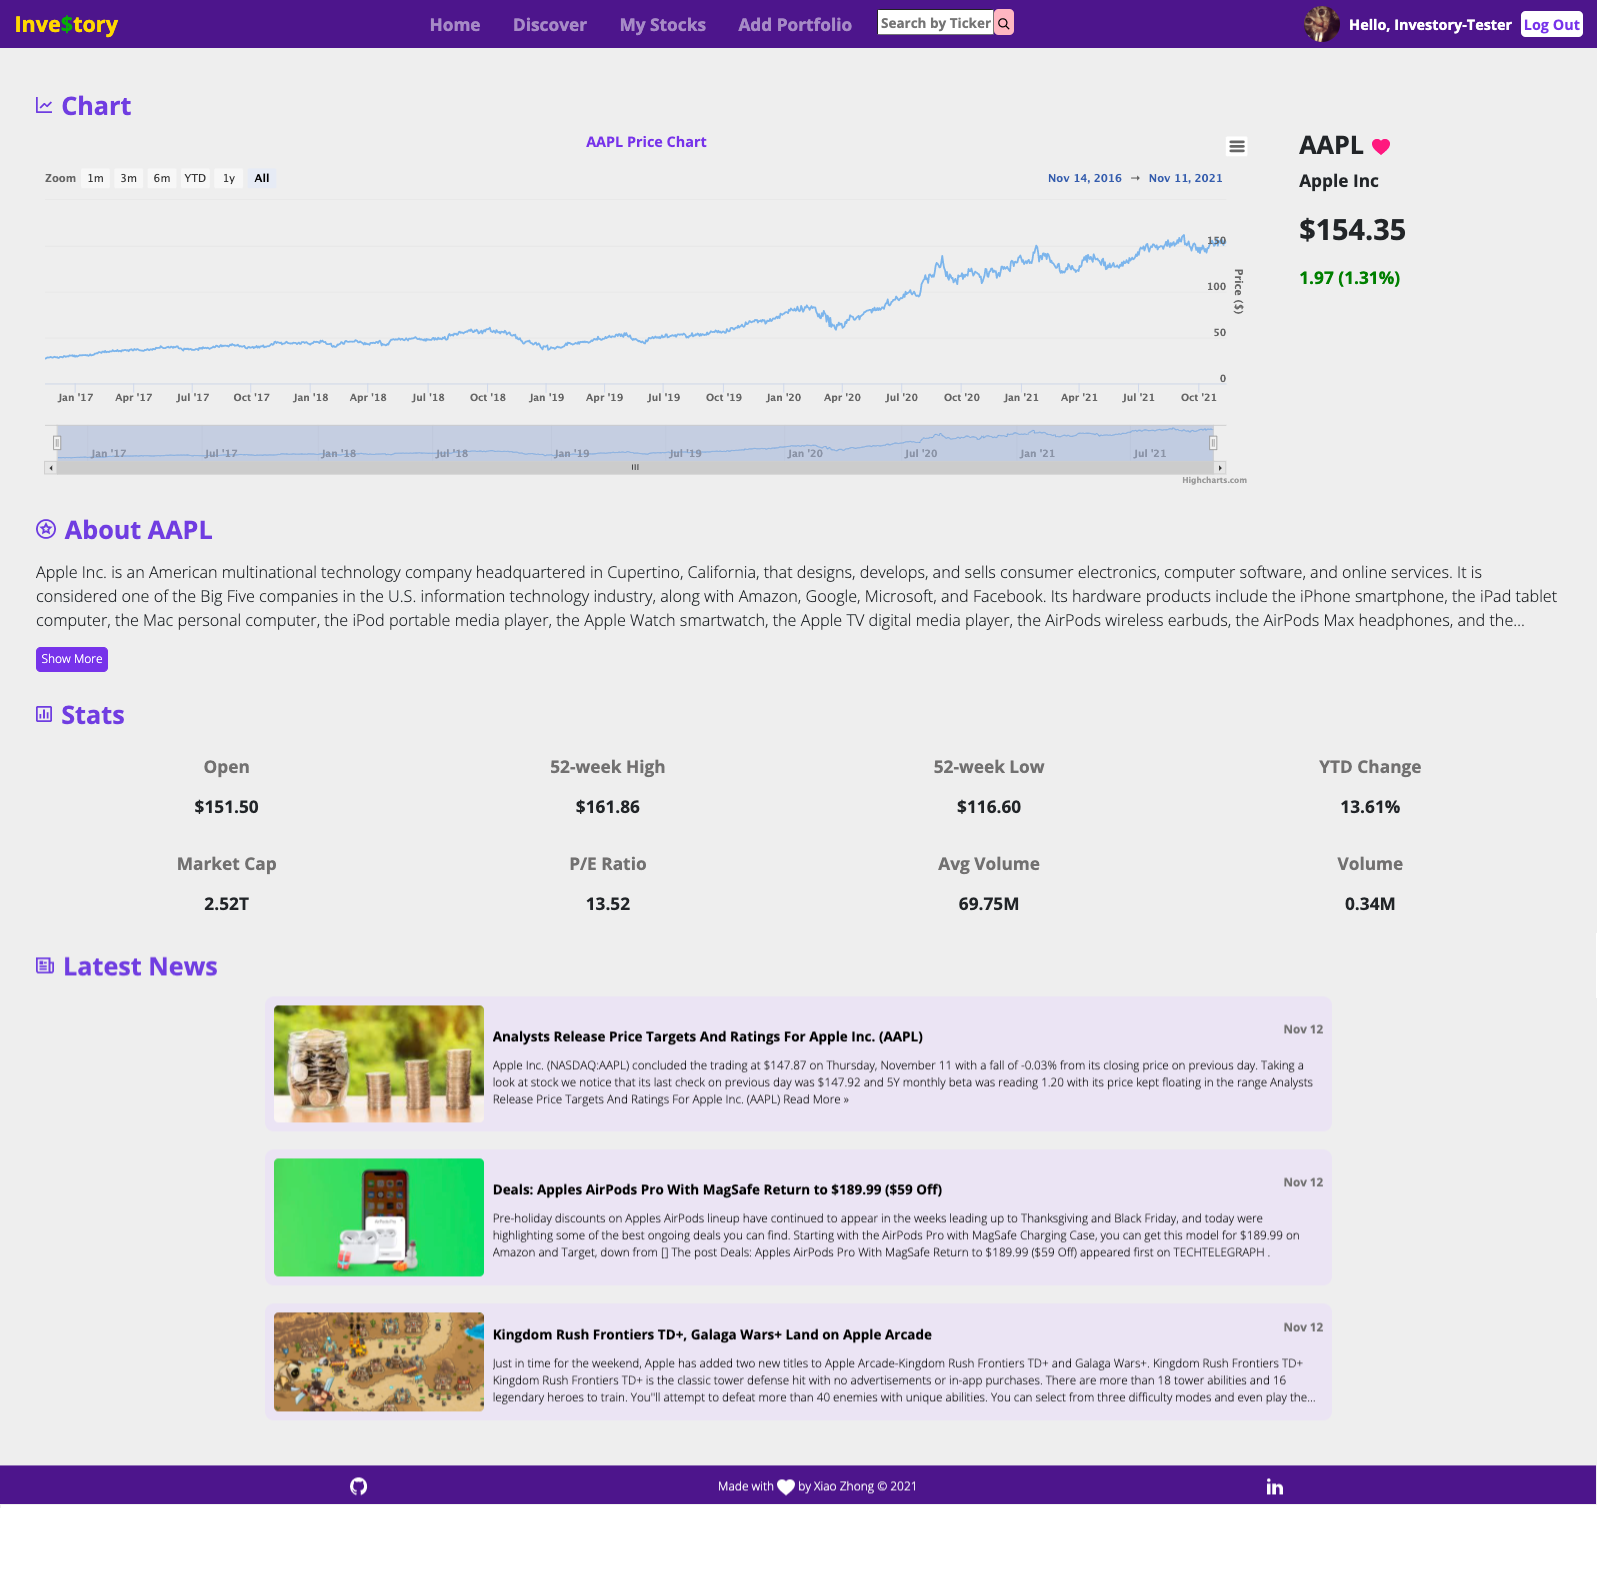 Inve$tory
Home Discover My Stocks Add Portfolio Search by Ticker
Hello, Investory-Tester Log Out
Chart
AAPL Price Chart
Zoom 1m 3m 6m YTD 1y All
Nov 14, 2016 → Nov 11, 2021
150
100
50
0
Price ($)
Jan '17 Apr '17 Jul '17 Oct '17 Jan '18 Apr '18 Jul '18 Oct '18 Jan '19 Apr '19 Jul '19 Oct '19 Jan '20 Apr '20 Jul '20 Oct '20 Jan '21 Apr '21 Jul '21 Oct '21
Jan '17 Jul '17 Jan '18 Jul '18 Jan '19 Jul '19 Jan '20 Jul '20 Jan '21 Jul '21
Highcharts.com
AAPL
Apple Inc
$154.35
1.97 (1.31%)
About AAPL
Apple Inc. is an American multinational technology company headquartered in Cupertino, California, that designs, develops, and sells consumer electronics, computer software, and online services. It is
considered one of the Big Five companies in the U.S. information technology industry, along with Amazon, Google, Microsoft, and Facebook. Its hardware products include the iPhone smartphone, the iPad tablet
computer, the Mac personal computer, the iPod portable media player, the Apple Watch smartwatch, the Apple TV digital media player, the AirPods wireless earbuds, the AirPods Max headphones, and the...
Show More
Stats
Open 52-week High 52-week Low YTD Change
$151.50 $161.86 $116.60 13.61%
Market Cap P/E Ratio Avg Volume Volume
2.52T 13.52 69.75M 0.34M
Latest News
Analysts Release Price Targets And Ratings For Apple Inc. (AAPL) Nov 12
Apple Inc. (NASDAQ:AAPL) concluded the trading at $147.87 on Thursday, November 11 with a fall of -0.03% from its closing price on previous day. Taking a
look at stock we notice that its last check on previous day was $147.92 and 5Y monthly beta was reading 1.20 with its price kept floating in the range Analysts
Release Price Targets And Ratings For Apple Inc. (AAPL) Read More »
Deals: Apples AirPods Pro With MagSafe Return to $189.99 ($59 Off) Nov 12
Pre-holiday discounts on Apples AirPods lineup have continued to appear in the weeks leading up to Thanksgiving and Black Friday, and today were
highlighting some of the best ongoing deals you can find. Starting with the AirPods Pro with MagSafe Charging Case, you can get this model for $189.99 on
Amazon and Target, down from [] The post Deals: Apples AirPods Pro With MagSafe Return to $189.99 ($59 Off) appeared first on TECHTELEGRAPH .
Kingdom Rush Frontiers TD+, Galaga Wars+ Land on Apple Arcade Nov 12
Just in time for the weekend, Apple has added two new titles to Apple Arcade-Kingdom Rush Frontiers TD+ and Galaga Wars+. Kingdom Rush Frontiers TD+
Kingdom Rush Frontiers TD+ is the classic tower defense hit with no advertisements or in-app purchases. There are more than 18 tower abilities and 16
legendary heroes to train. You''ll attempt to defeat more than 40 enemies with unique abilities. You can select from three difficulty modes and even play the...
Made with by Xiao Zhong © 2021
in